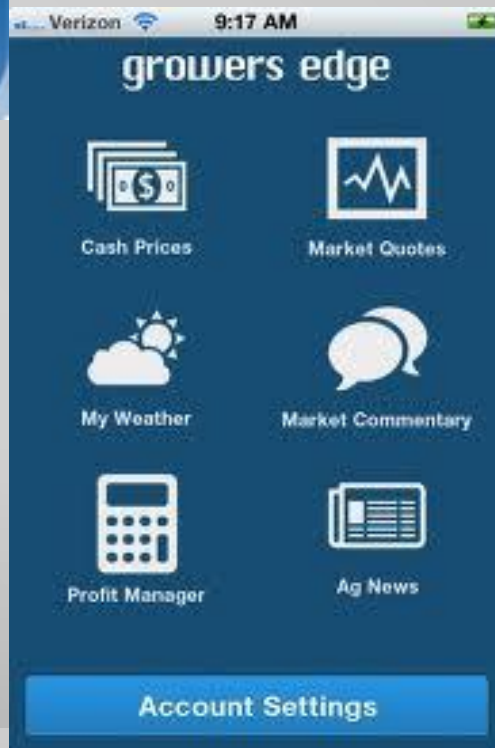 Verizon 9:17 AM
growers edge
Cash Prices Market Quotes
My Weather Market Commentary
Profit Manager Ag News
Account Settings